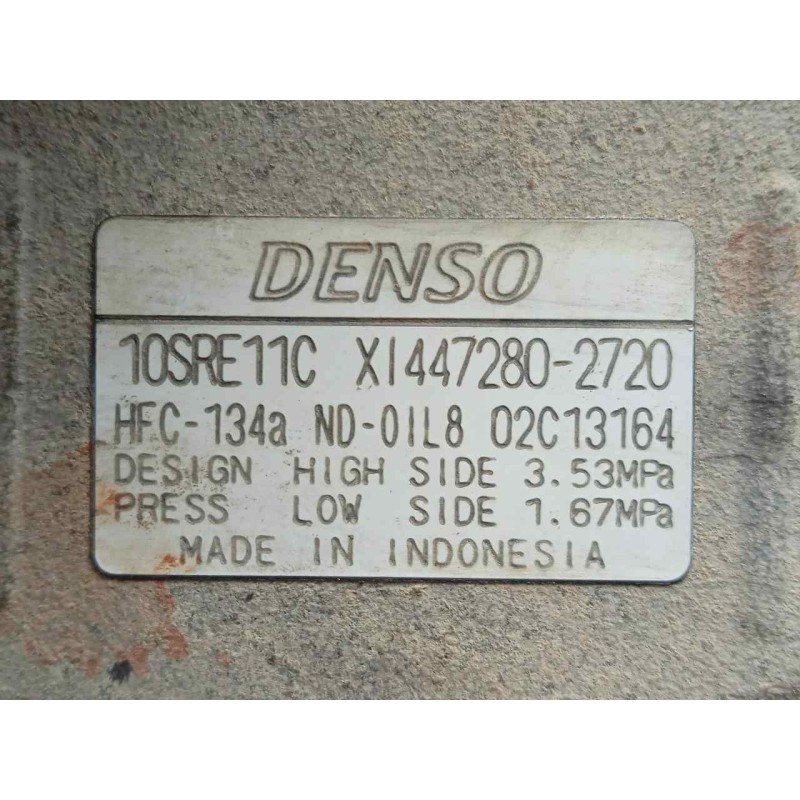 DENSO
10SRE11C XI447280-2720
HFC-134a ND-OIL8 02C13164
DESIGN HIGH SIDE 3.53MPa
PRESS LOW SIDE 1.67MPa
MADE IN INDONESIA